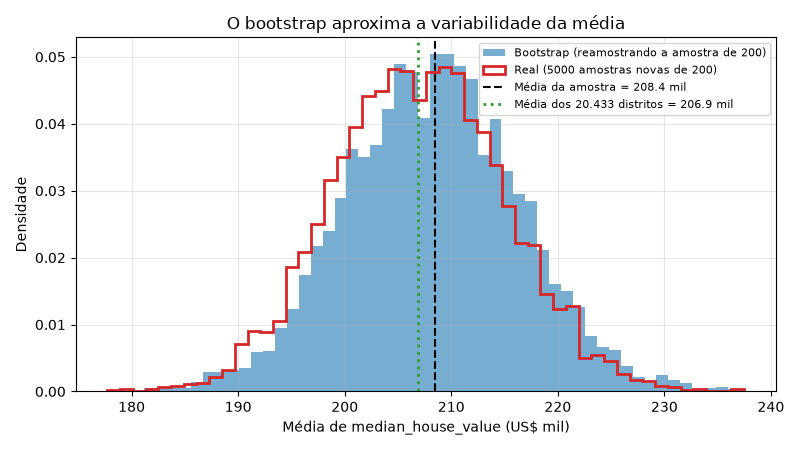 O bootstrap aproxima a variabilidade da média
Bootstrap (reamostrando a amostra de 200)
Real (5000 amostras novas de 200)
Média da amostra = 208.4 mil
Média dos 20.433 distritos = 206.9 mil
Densidade
0.05
0.04
0.03
0.02
0.01
0.00
180 190 200 210 220 230 240
Média de median_house_value (US$ mil)